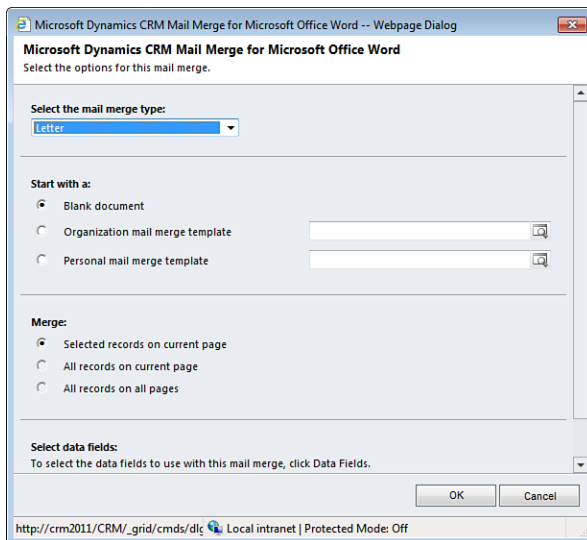 Microsoft Dynamics CRM Mail Merge for Microsoft Office Word -- Webpage Dialog
Microsoft Dynamics CRM Mail Merge for Microsoft Office Word
Select the options for this mail merge.
Select the mail merge type:
Letter
Start with a:
Blank document
Organization mail merge template
Personal mail merge template
Merge:
Selected records on current page
All records on current page
All records on all pages
Select data fields:
To select the data fields to use with this mail merge, click Data Fields.
OK Cancel
http://crm2011/CRM/_grid/cmds/dlg Local intranet | Protected Mode: Off